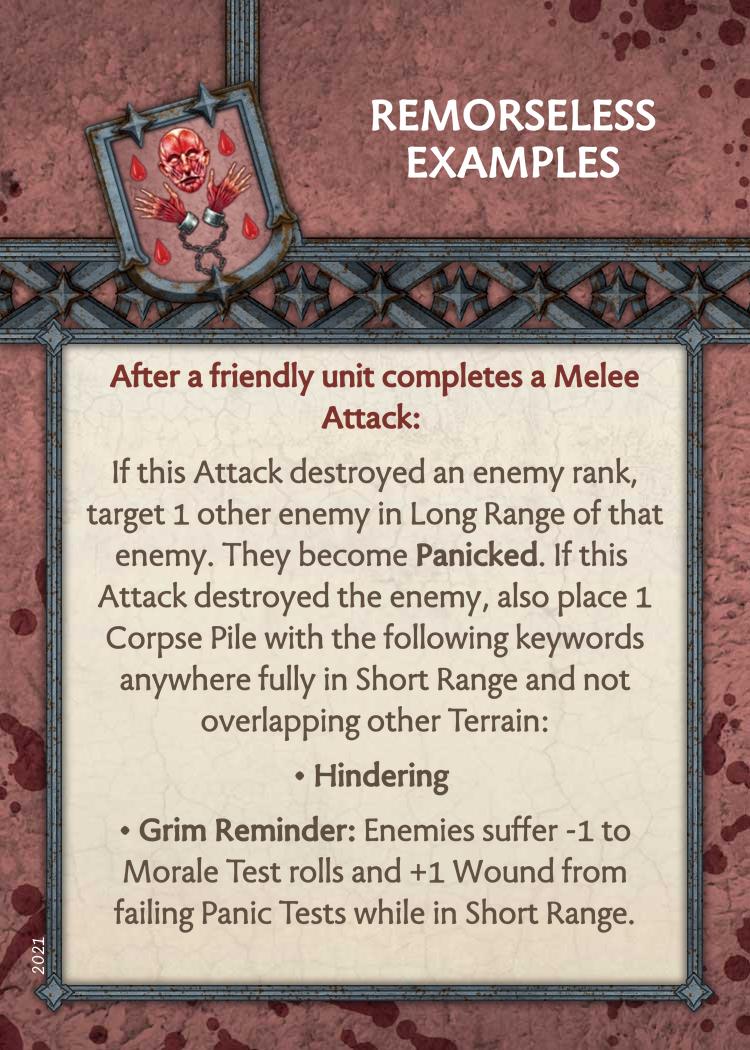 REMORSELESS
EXAMPLES
After a friendly unit completes a Melee
Attack:
If this Attack destroyed an enemy rank,
target 1 other enemy in Long Range of that
enemy. They become Panicked. If this
Attack destroyed the enemy, also place 1
Corpse Pile with the following keywords
anywhere fully in Short Range and not
overlapping other Terrain:
• Hindering
• Grim Reminder: Enemies suffer -1 to
Morale Test rolls and +1 Wound from
failing Panic Tests while in Short Range.
2021